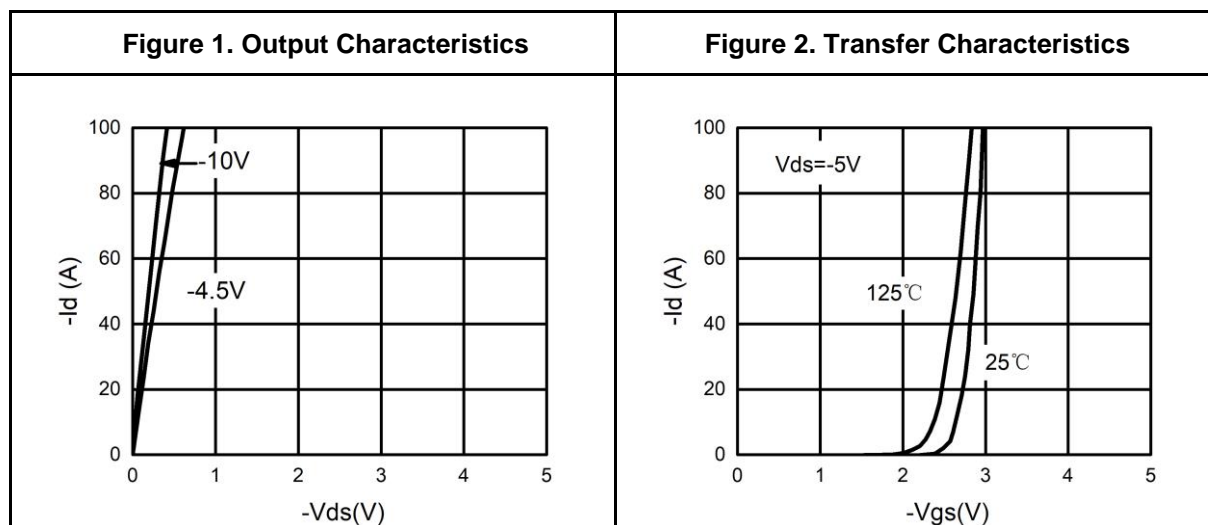 Figure 1. Output Characteristics
Figure 2. Transfer Characteristics
100
80
60
40
20
0
-Id (A)
-10V
-4.5V
0 1 2 3 4 5
-Vds(V)
100
80
60
40
20
0
-Id (A)
Vds=-5V
125℃
25℃
0 1 2 3 4 5
-Vgs(V)